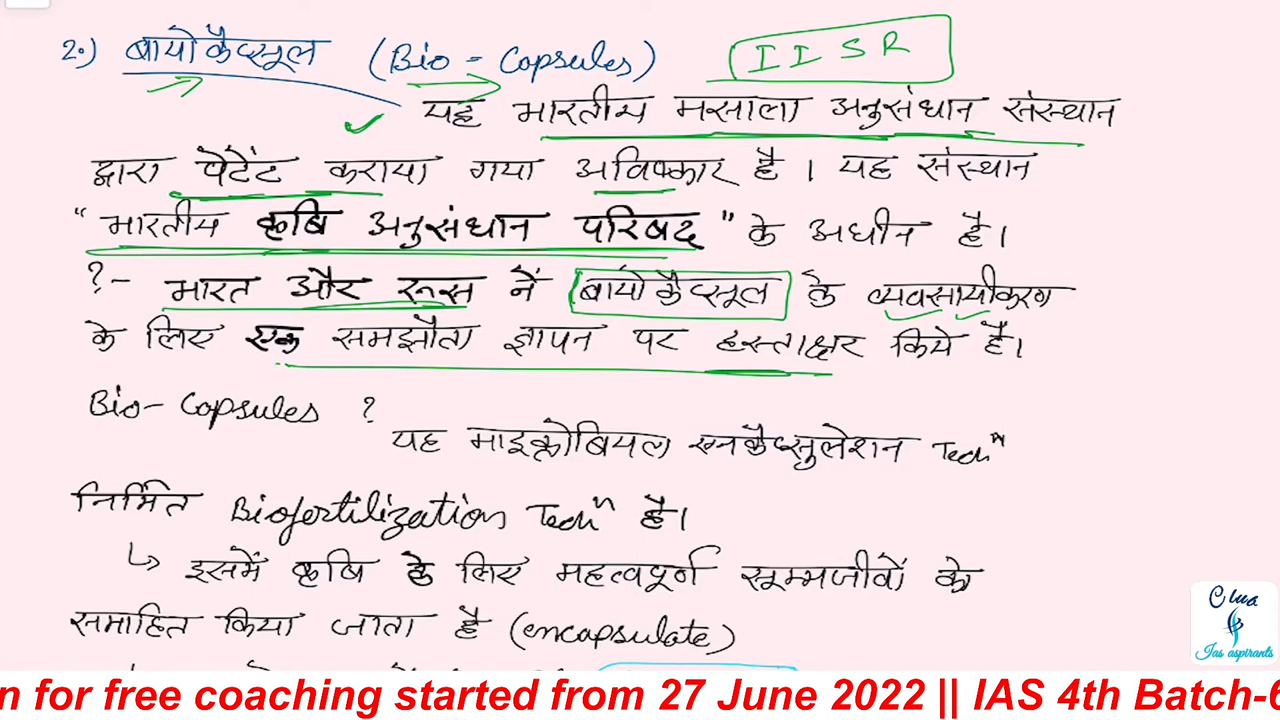 2.) बायोकैप्सूल (Bio - Capsules) IISR
यह भारतीय मसाला अनुसंधान संस्थान
द्वारा पेटेंट कराया गया अविष्कार है । यह संस्थान
"भारतीय कृषि अनुसंधान परिषद" के अधीन है।
?- भारत और रूस ने बायोकैप्सूल के व्यवसायीकरण
के लिए एक समझौता ज्ञापन पर हस्ताक्षर किये है।
Bio- Capsules ?
यह माइक्रोबियल एनकैप्सुलेशन Techⁿ
निर्मित Biofertilization Techⁿ है।
↳ इसमें कृषि के लिए महत्वपूर्ण सूक्ष्मजीवों को
समाहित किया जाता है (encapsulate)
Ias aspirants
n for free coaching started from 27 June 2022 || IAS 4th Batch-6